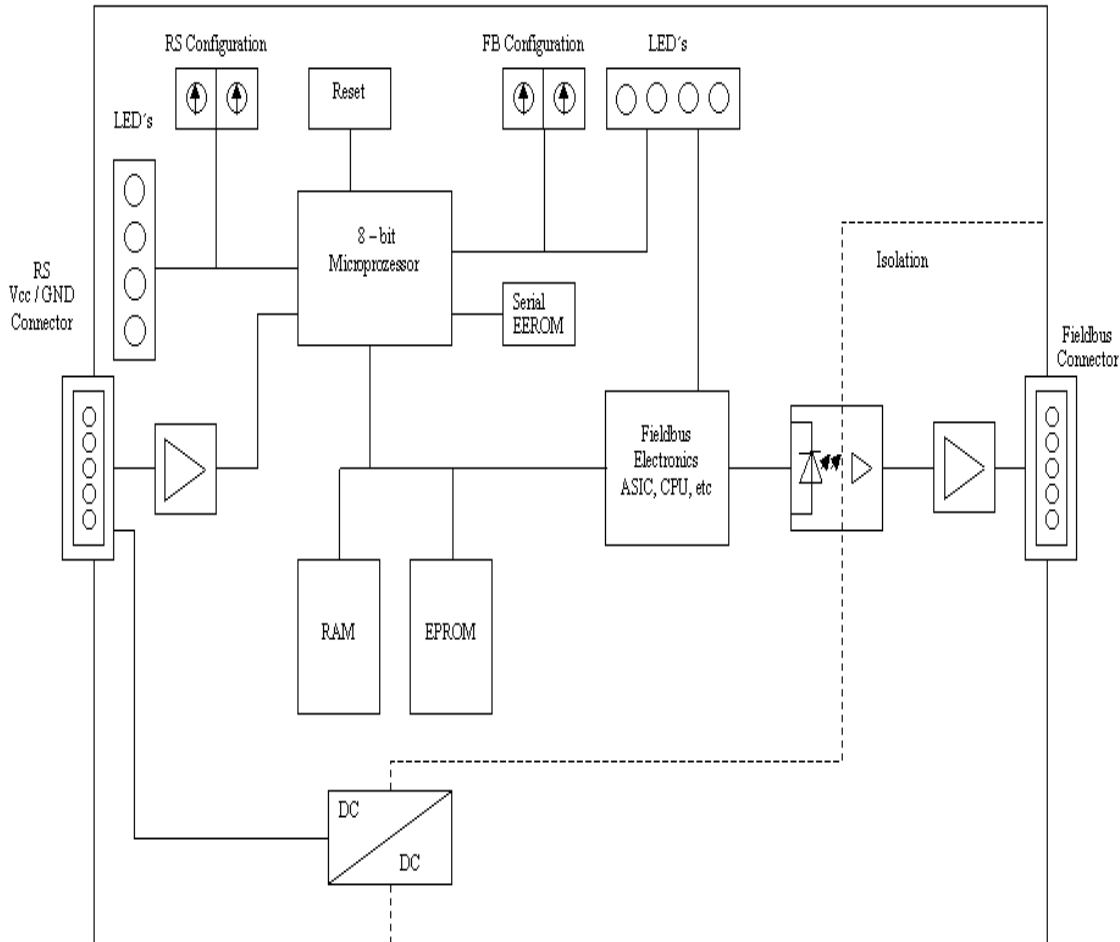 RS Configuration
FB Configuration
LED´s
Reset
LED´s
8 – bit
Microprozessor
Isolation
RS
Vcc / GND
Connector
Serial
EEROM
Fieldbus
Connector
Fieldbus
Electronics
ASIC, CPU, etc
RAM
EPROM
DC
DC